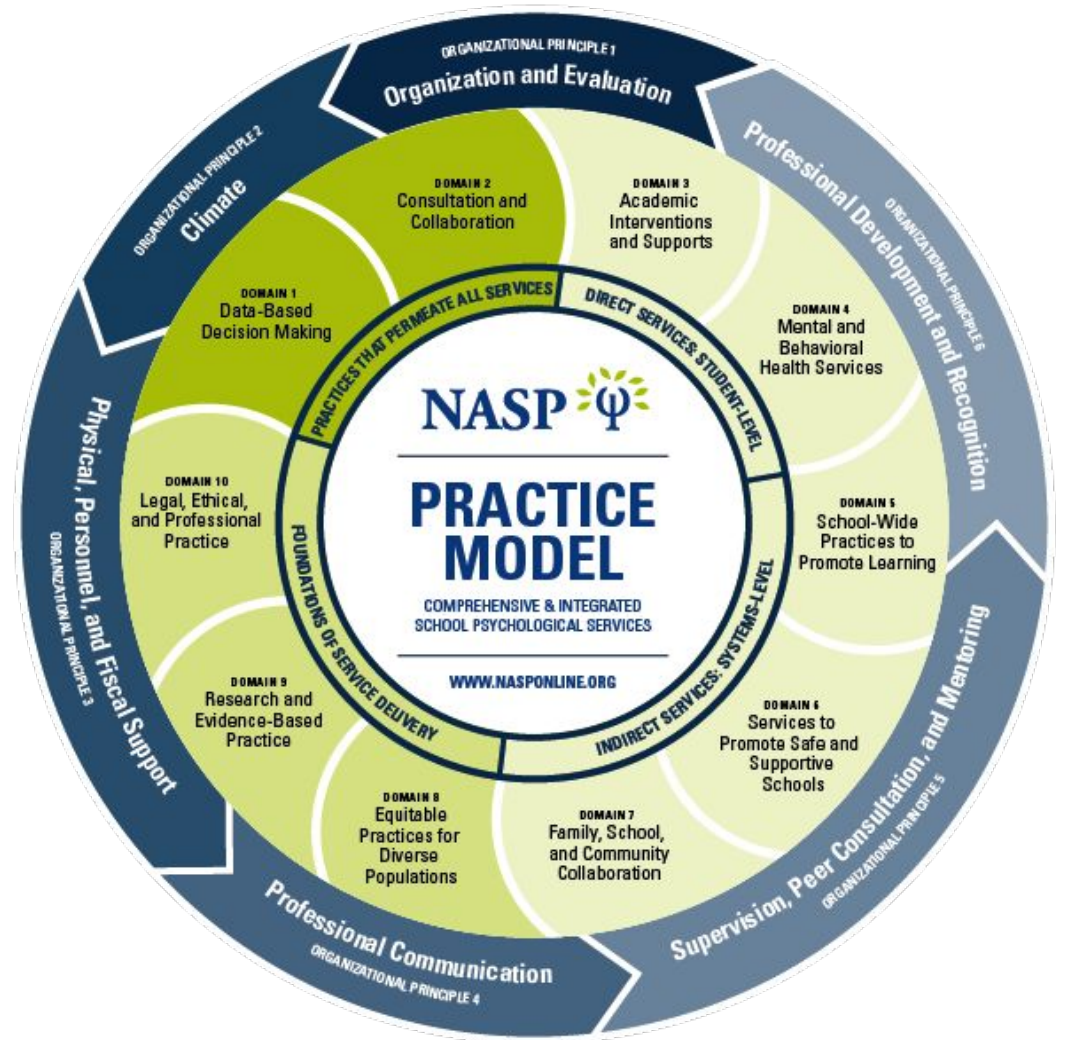 ORGANIZATIONAL PRINCIPLE 1
Organization and Evaluation
ORGANIZATIONAL PRINCIPLE 2
Climate
Physical, Personnel, and Fiscal Support
ORGANIZATIONAL PRINCIPLE 3
Professional Communication
ORGANIZATIONAL PRINCIPLE 4
Supervision, Peer Consultation, and Mentoring
ORGANIZATIONAL PRINCIPLE 5
ORGANIZATIONAL PRINCIPLE 6
Professional Development and Recognition
DOMAIN 1
Data-Based
Decision Making
DOMAIN 2
Consultation and
Collaboration
DOMAIN 3
Academic
Interventions
and Supports
DOMAIN 4
Mental and
Behavioral
Health Services
DOMAIN 5
School-Wide
Practices to
Promote Learning
DOMAIN 6
Services to
Promote Safe and
Supportive
Schools
DOMAIN 7
Family, School,
and Community
Collaboration
DOMAIN 8
Equitable
Practices for
Diverse
Populations
DOMAIN 9
Research and
Evidence-Based
Practice
DOMAIN 10
Legal, Ethical,
and Professional
Practice
PRACTICES THAT PERMEATE ALL SERVICES
DIRECT SERVICES: STUDENT-LEVEL
INDIRECT SERVICES: SYSTEMS-LEVEL
FOUNDATIONS OF SERVICE DELIVERY
NASP ψ
PRACTICE
MODEL
COMPREHENSIVE & INTEGRATED
SCHOOL PSYCHOLOGICAL SERVICES
WWW.NASPONLINE.ORG